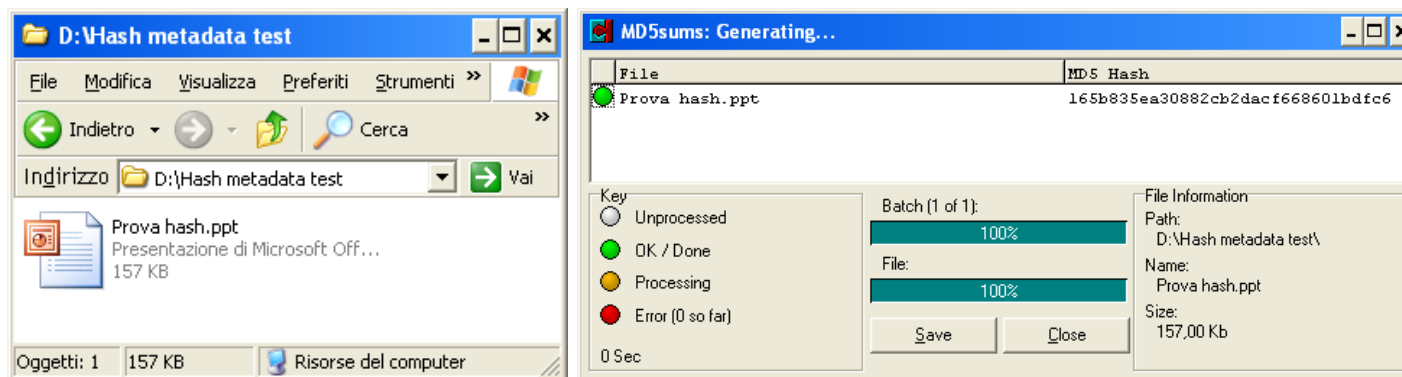 D:\Hash metadata test
File Modifica Visualizza Preferiti Strumenti »
Indietro Cerca »
Indirizzo D:\Hash metadata test Vai
Prova hash.ppt
Presentazione di Microsoft Off...
157 KB
Oggetti: 1 157 KB Risorse del computer
MD5sums: Generating...
File MD5 Hash
Prova hash.ppt 165b835ea30882cb2dacf668601bdfc6
Key
Unprocessed
OK / Done
Processing
Error (0 so far)
0 Sec
Batch (1 of 1):
100%
File:
100%
Save Close
File Information
Path:
D:\Hash metadata test\
Name:
Prova hash.ppt
Size:
157,00 Kb